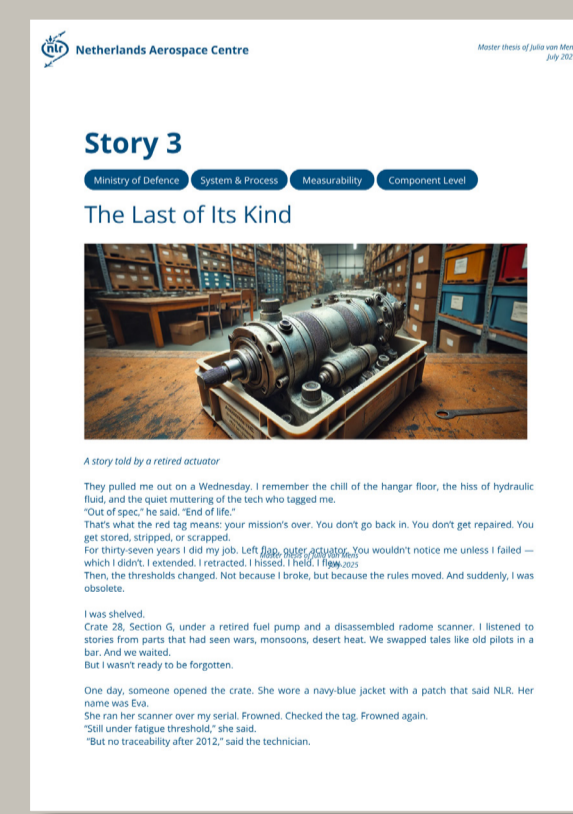 nlr Netherlands Aerospace Centre
Master thesis of Julia van Men
July 202
Story 3
Ministry of Defence System & Process Measurability Component Level
The Last of Its Kind
A story told by a retired actuator
They pulled me out on a Wednesday. I remember the chill of the hangar floor, the hiss of hydraulic
fluid, and the quiet muttering of the tech who tagged me.
“Out of spec,” he said. “End of life.”
That’s what the red tag means: your mission’s over. You don’t go back in. You don’t get repaired. You
get stored, stripped, or scrapped.
For thirty-seven years I did my job. Left flap, outer actuator. You wouldn’t notice me unless I failed —
Master thesis of Julia van Mens
which I didn’t. I extended. I retracted. I hissed. I held. I flew.
July 2025
Then, the thresholds changed. Not because I broke, but because the rules moved. And suddenly, I was
obsolete.
I was shelved.
Crate 28, Section G, under a retired fuel pump and a disassembled radome scanner. I listened to
stories from parts that had seen wars, monsoons, desert heat. We swapped tales like old pilots in a
bar. And we waited.
But I wasn’t ready to be forgotten.
One day, someone opened the crate. She wore a navy-blue jacket with a patch that said NLR. Her
name was Eva.
She ran her scanner over my serial. Frowned. Checked the tag. Frowned again.
“Still under fatigue threshold,” she said.
“But no traceability after 2012,” said the technician.